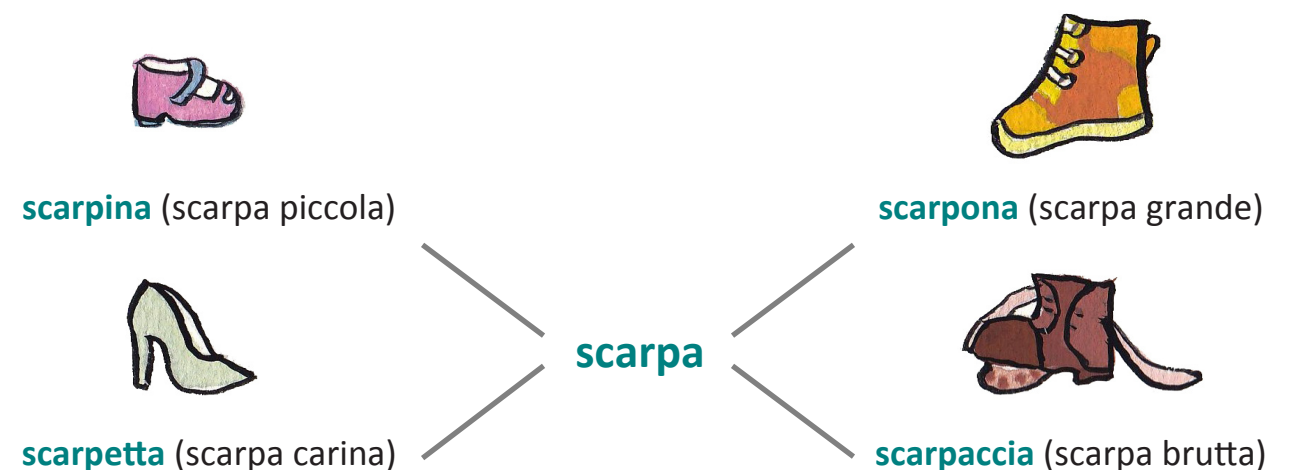 scarpina (scarpa piccola)
scarpona (scarpa grande)
scarpa
scarpetta (scarpa carina)
scarpaccia (scarpa brutta)